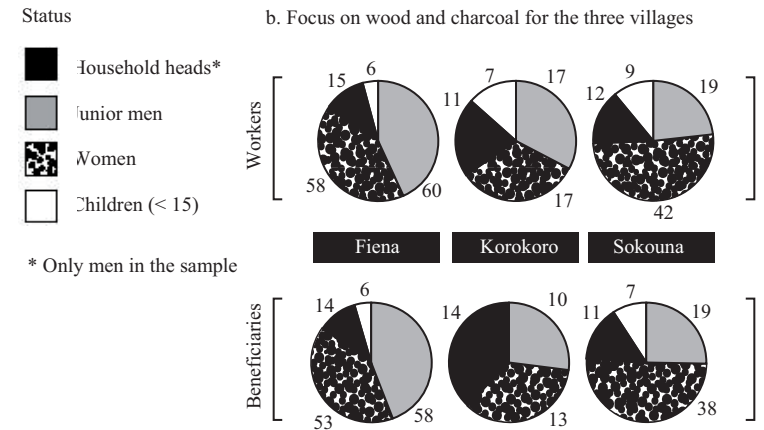 Status
b. Focus on wood and charcoal for the three villages
Household heads*
Junior men
Women
Children (< 15)
* Only men in the sample
Workers
15 6 60 58
11 7 17 17
12 9 19 42
Fiena Korokoro Sokouna
Beneficiaries
14 6 58 53
14 10 13
11 7 19 38